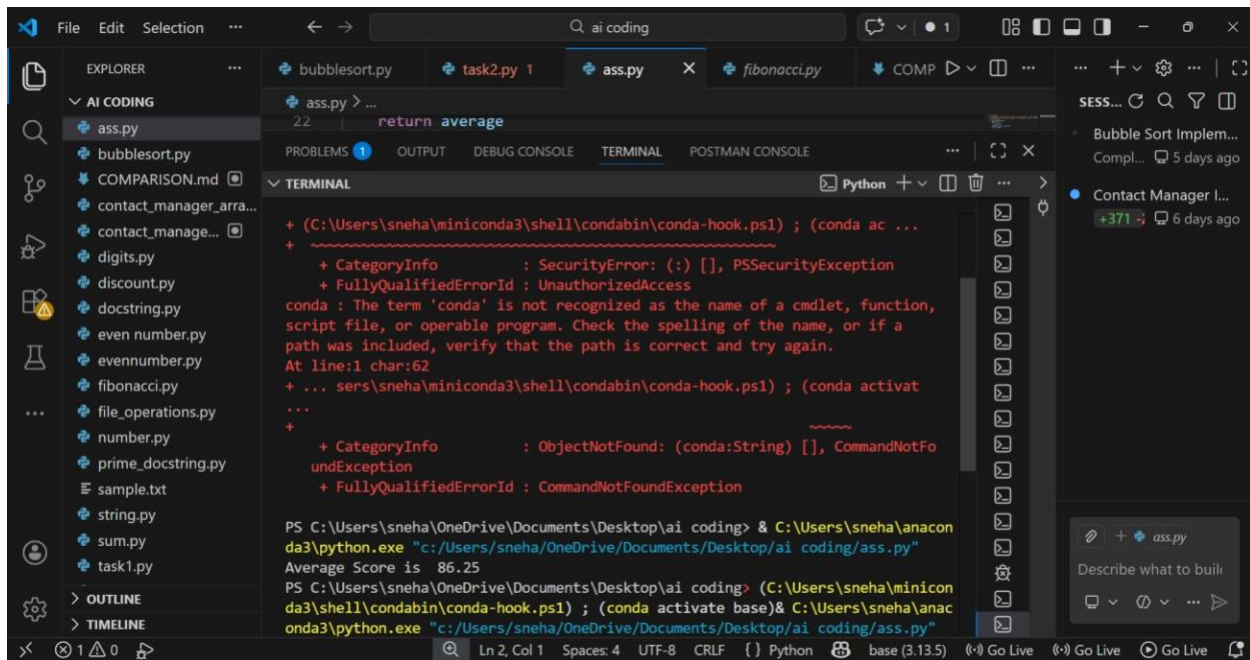 File Edit Selection ...
ai coding
1
EXPLORER ...
AI CODING
ass.py
bubblesort.py
COMPARISON.md
contact_manager_arra...
contact_manage...
digits.py
discount.py
docstring.py
even number.py
evennumber.py
fibonacci.py
file_operations.py
number.py
prime_docstring.py
sample.txt
string.py
sum.py
task1.py
OUTLINE
TIMELINE
bubblesort.py task2.py 1 ass.py fibonacci.py COMP ...
ass.py > ...
22 return average
PROBLEMS 1 OUTPUT DEBUG CONSOLE TERMINAL POSTMAN CONSOLE ...
TERMINAL Python ...
+ (C:\Users\sneha\miniconda3\shell\condabin\conda-hook.ps1) ; (conda ac ...
+ ~~~~~~~~~~~~~~~~~~~~~~~~~~~~~~~~~~~~~~~~~~~~~~~~~~~~~~~~~
+ CategoryInfo : SecurityError: (:) [], PSSecurityException
+ FullyQualifiedErrorId : UnauthorizedAccess
conda : The term 'conda' is not recognized as the name of a cmdlet, function,
script file, or operable program. Check the spelling of the name, or if a
path was included, verify that the path is correct and try again.
At line:1 char:62
+ ... sers\sneha\miniconda3\shell\condabin\conda-hook.ps1) ; (conda activat
...
+ ~~~~~
+ CategoryInfo : ObjectNotFound: (conda:String) [], CommandNotFo
undException
+ FullyQualifiedErrorId : CommandNotFoundException
PS C:\Users\sneha\OneDrive\Documents\Desktop\ai coding> & C:\Users\sneha\anacon
da3\python.exe "c:/Users/sneha/OneDrive/Documents/Desktop/ai coding/ass.py"
Average Score is 86.25
PS C:\Users\sneha\OneDrive\Documents\Desktop\ai coding> (C:\Users\sneha\minicon
da3\shell\condabin\conda-hook.ps1) ; (conda activate base)& C:\Users\sneha\anac
onda3\python.exe "c:/Users/sneha/OneDrive/Documents/Desktop/ai coding/ass.py"
SESS...
Bubble Sort Implem...
Compl... 5 days ago
Contact Manager I...
+371 6 days ago
+ ass.py
Describe what to build
1 0 Ln 2, Col 1 Spaces: 4 UTF-8 CRLF { } Python base (3.13.5) Go Live Go Live Go Live